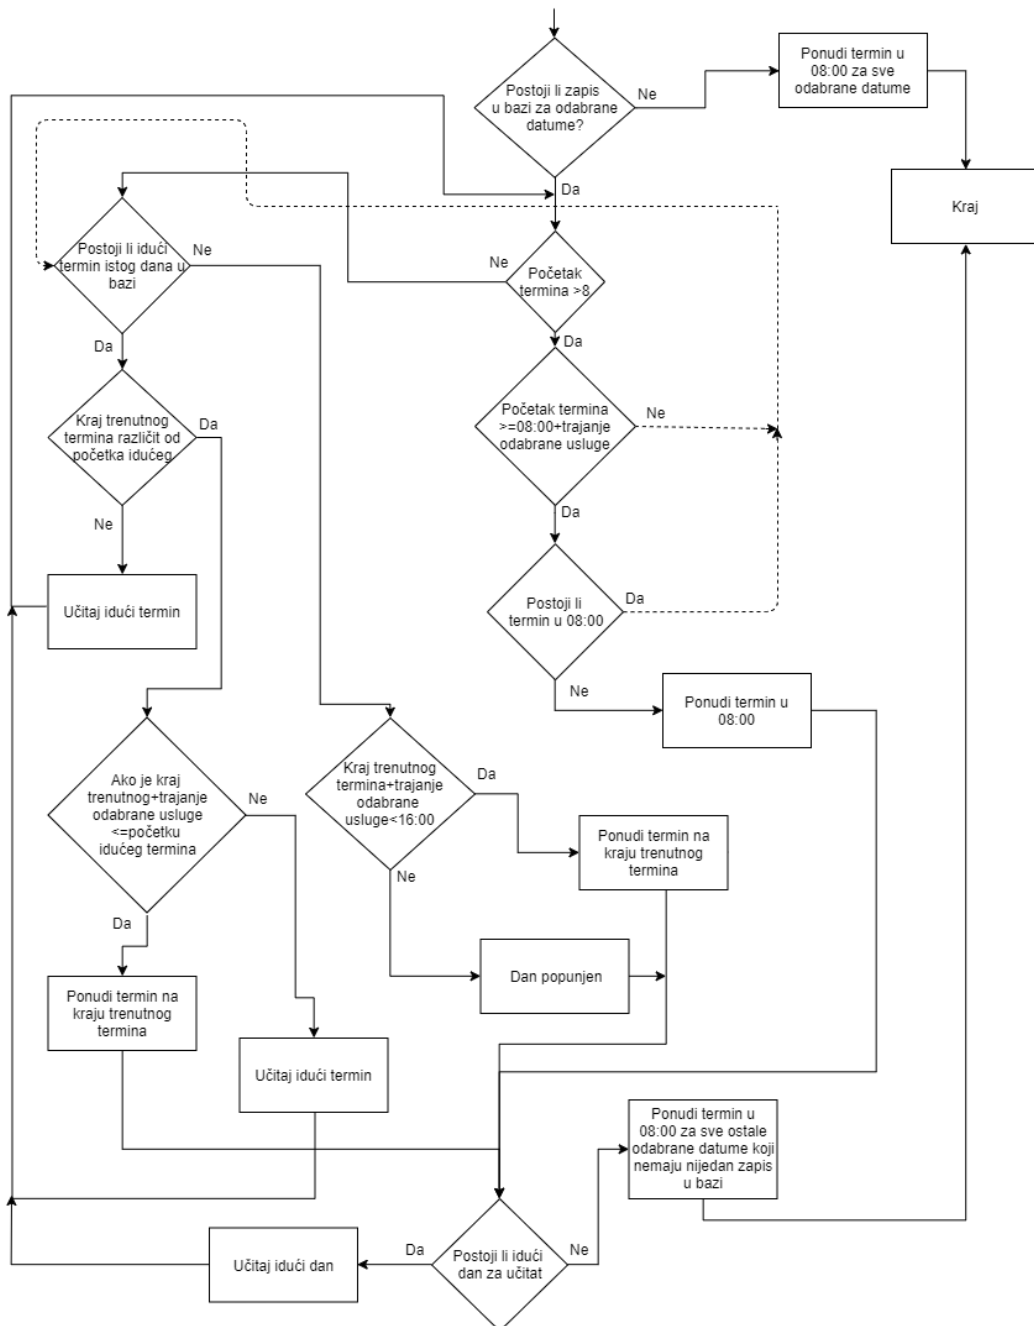 Postoji li zapis
u bazi za odabrane
datume?
Ne
Ponudi termin u
08:00 za sve
odabrane datume
Da
Kraj
Postoji li idući
termin istog dana u
bazi
Ne
Ne
Početak
termina >8
Da
Da
Kraj trenutnog
termina različit od
početka idućeg
Da
Početak termina
>=08:00+trajanje
odabrane usluge
Ne
Ne
Da
Učitaj idući termin
Postoji li
termin u 08:00
Da
Ne
Ponudi termin u
08:00
Ako je kraj
trenutnog+trajanje
odabrane usluge
<=početku
idućeg termina
Ne
Kraj trenutnog
termina+trajanje
odabrane
usluge<16:00
Da
Ponudi termin na
kraju trenutnog
termina
Ne
Da
Dan popunjen
Ponudi termin na
kraju trenutnog
termina
Učitaj idući termin
Ponudi termin u
08:00 za sve ostale
odabrane datume koji
nemaju nijedan zapis
u bazi
Učitaj idući dan
Da
Postoji li idući
dan za učitat
Ne